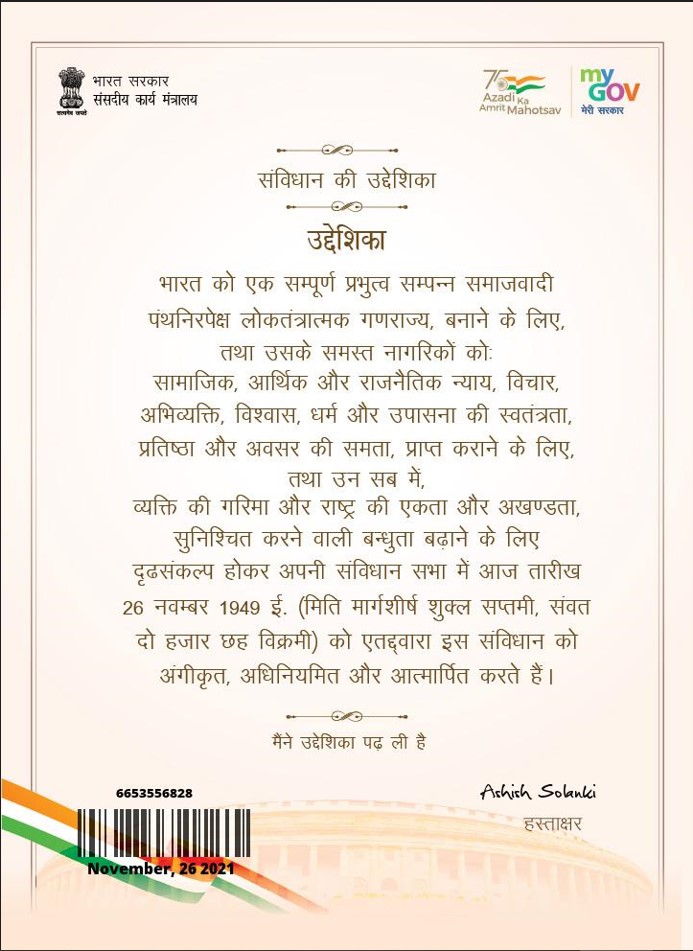 भारत सरकार
संसदीय कार्य मंत्रालय
सत्यमेव जयते
75
Azadi Ka
Amrit Mahotsav
my
GOV
मेरी सरकार
संविधान की उद्देशिका
उद्देशिका
भारत को एक सम्पूर्ण प्रभुत्व सम्पन्न समाजवादी
पंथनिरपेक्ष लोकतंत्रात्मक गणराज्य, बनाने के लिए,
तथा उसके समस्त नागरिकों को:
सामाजिक, आर्थिक और राजनैतिक न्याय, विचार,
अभिव्यक्ति, विश्वास, धर्म और उपासना की स्वतंत्रता,
प्रतिष्ठा और अवसर की समता, प्राप्त कराने के लिए,
तथा उन सब में,
व्यक्ति की गरिमा और राष्ट्र की एकता और अखण्डता,
सुनिश्चित करने वाली बन्धुता बढ़ाने के लिए
दृढसंकल्प होकर अपनी संविधान सभा में आज तारीख
26 नवम्बर 1949 ई. (मिति मार्गशीर्ष शुक्ल सप्तमी, संवत
दो हजार छह विक्रमी) को एतद्द्वारा इस संविधान को
अंगीकृत, अधिनियमित और आत्मार्पित करते हैं।
मैंने उद्देशिका पढ़ ली है
6653556828
November, 26 2021
Ashish Solanki
हस्ताक्षर